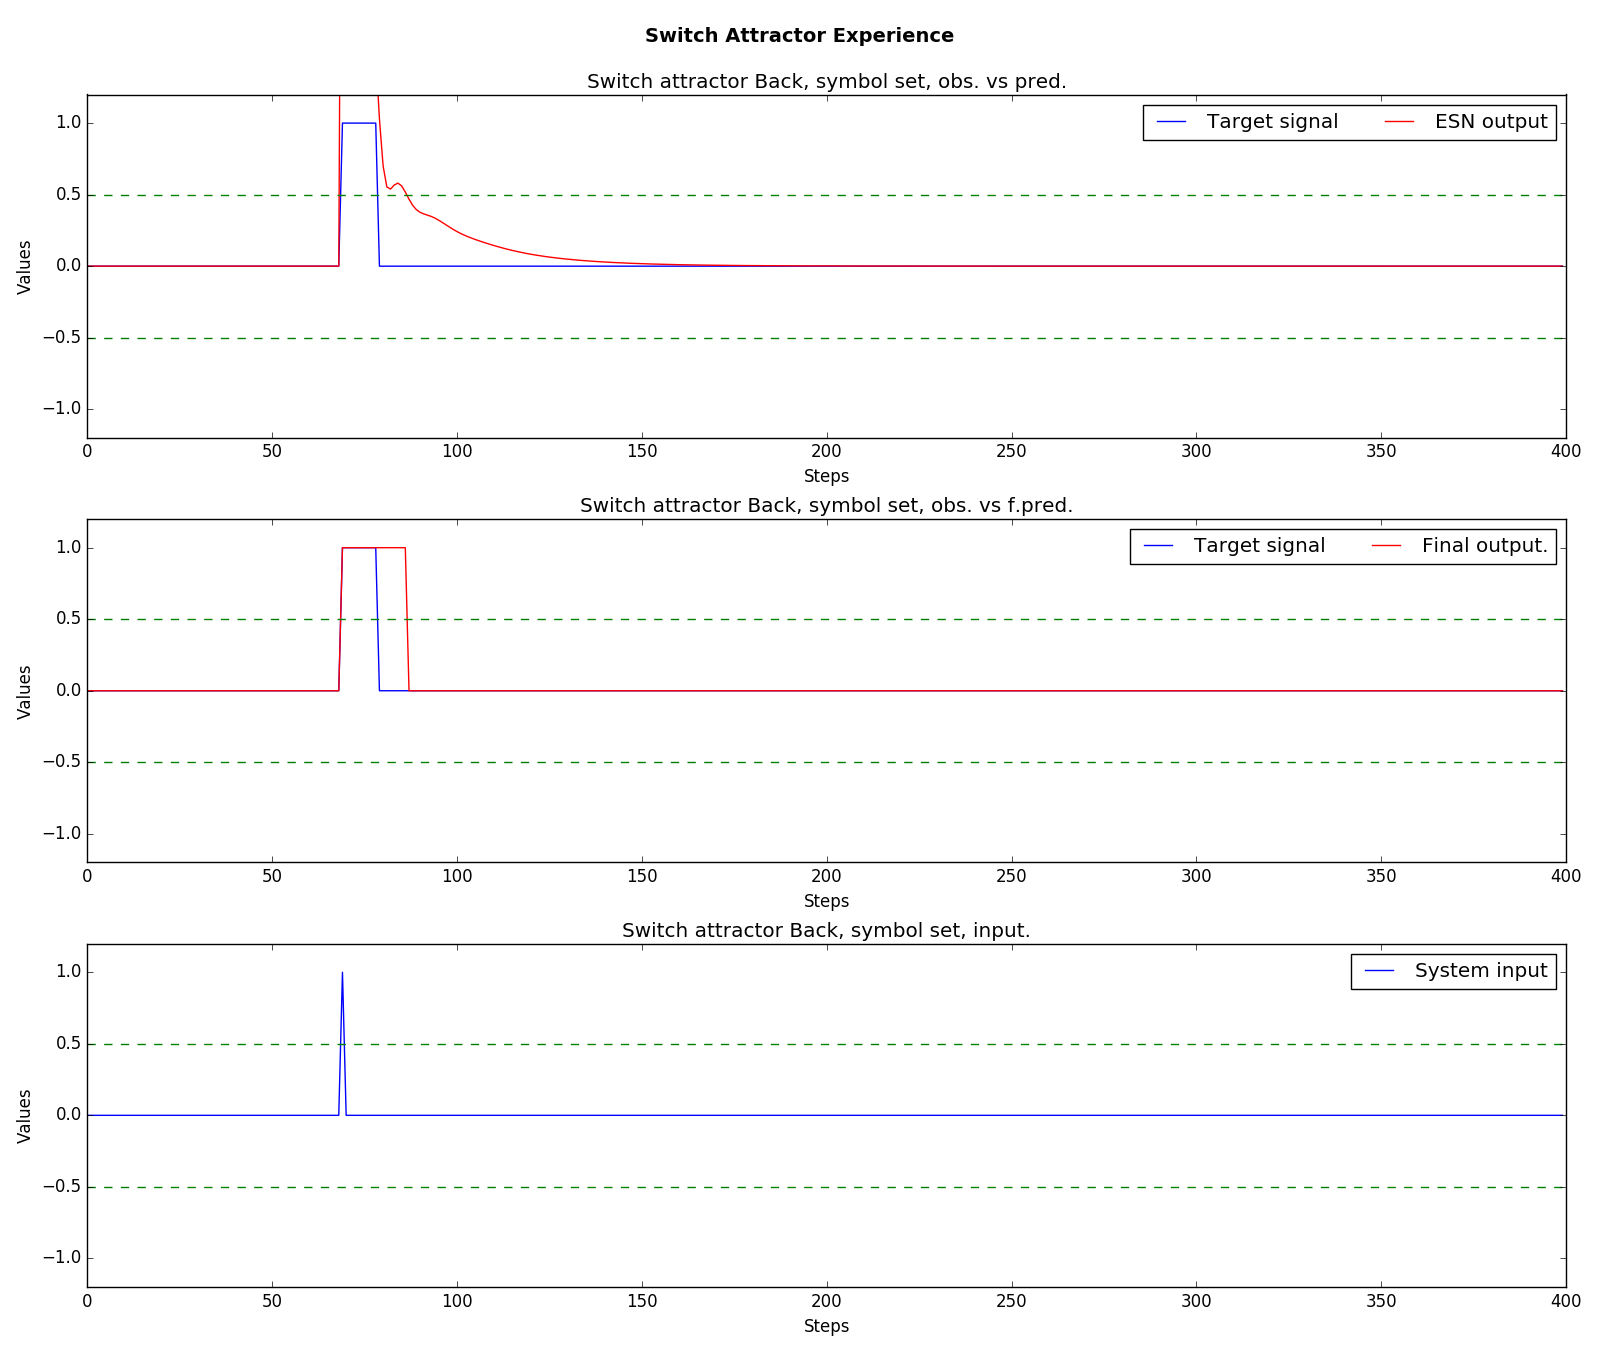 Switch Attractor Experience
Switch attractor Back, symbol set, obs. vs pred.
Target signal ESN output
1.0
0.5
0.0
−0.5
−1.0
Values
0 50 100 150 200 250 300 350 400
Steps
Switch attractor Back, symbol set, obs. vs f.pred.
Target signal Final output.
1.0
0.5
0.0
−0.5
−1.0
Values
0 50 100 150 200 250 300 350 400
Steps
Switch attractor Back, symbol set, input.
System input
1.0
0.5
0.0
−0.5
−1.0
Values
0 50 100 150 200 250 300 350 400
Steps